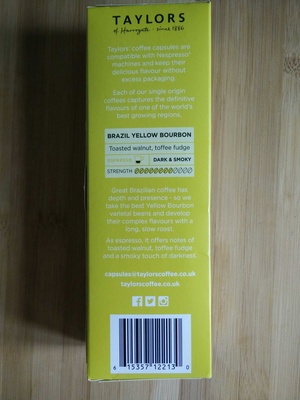 TAYLORS
of Harrogate · since 1886
Taylors' coffee capsules are
compatible with Nespresso
machines and keep their
delicious flavour without
excess packaging.
Each of our single origin
coffees captures the definitive
flavours of one of the world's
best growing regions.
BRAZIL YELLOW BOURBON
Toasted walnut, toffee fudge
ESPRESSO
DARK & SMOKY
STRENGTH
Great Brazilian coffee has
depth and presence - so we
take the best Yellow Bourbon
varietal beans and develop
their complex flavours with a
long, slow roast.
As espresso, it offers notes of
toasted walnut, toffee fudge
and a smoky touch of darkness.
capsules@taylorscoffee.co.uk
taylorscoffee.co.uk
6 15357 12213 0